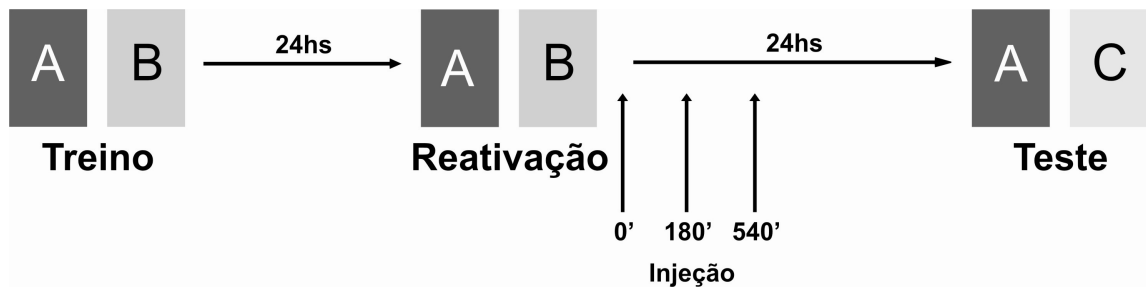 A B 24hs A B 24hs A C
Treino Reativação Teste
0’ 180’ 540’
Injeção